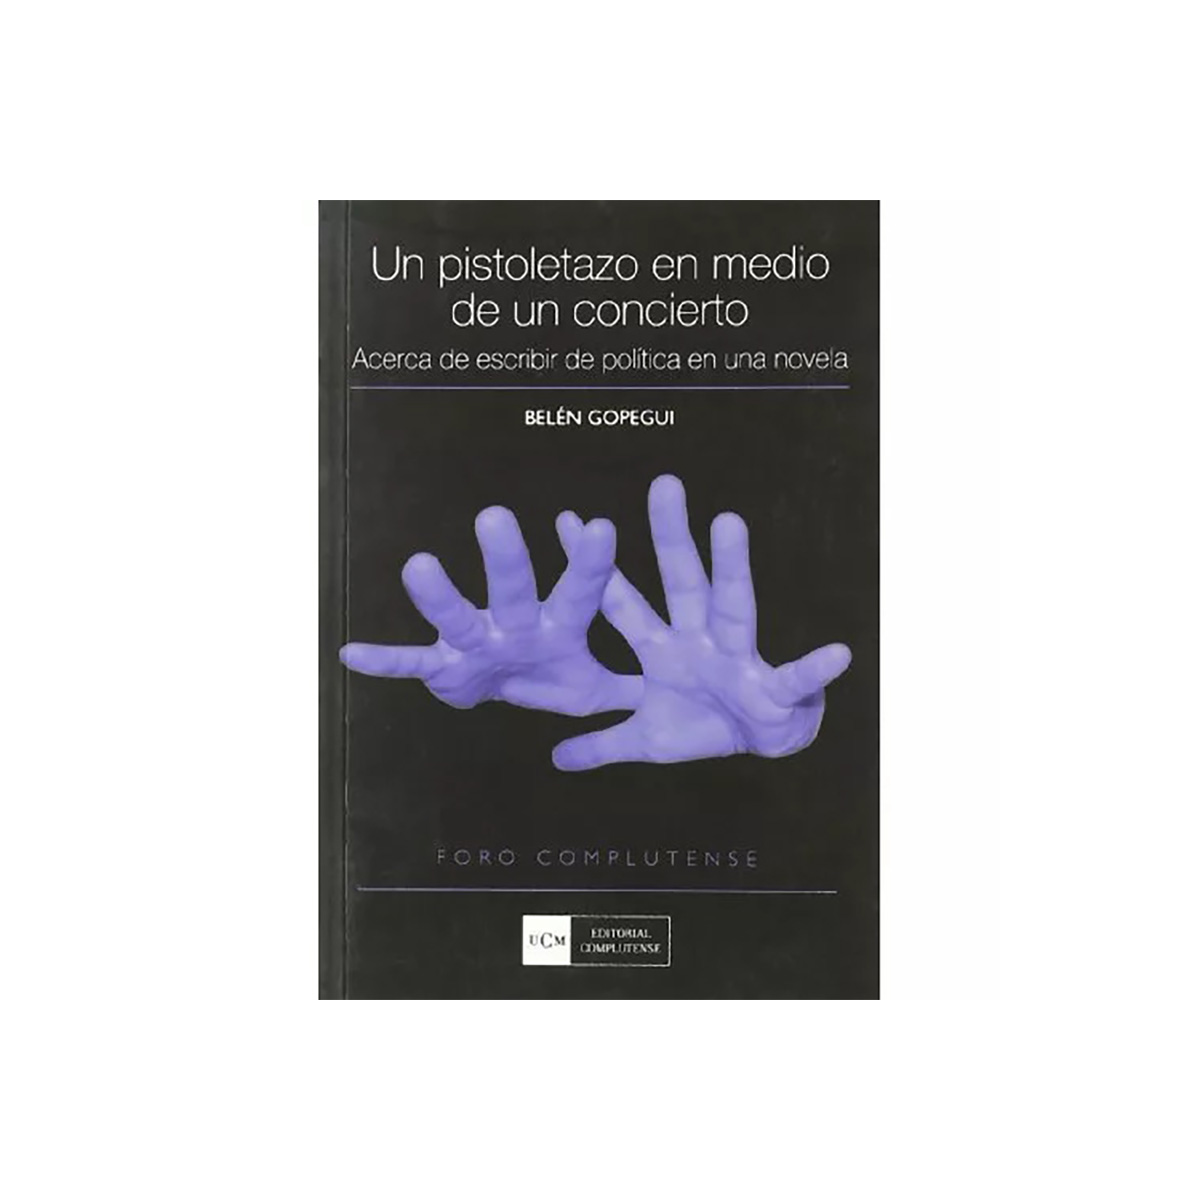 Un pistoletazo en medio
de un concierto
Acerca de escribir de política en una novela
BELÉN GOPEGUI
FORO COMPLUTENSE
UCM
EDITORIAL
COMPLUTENSE